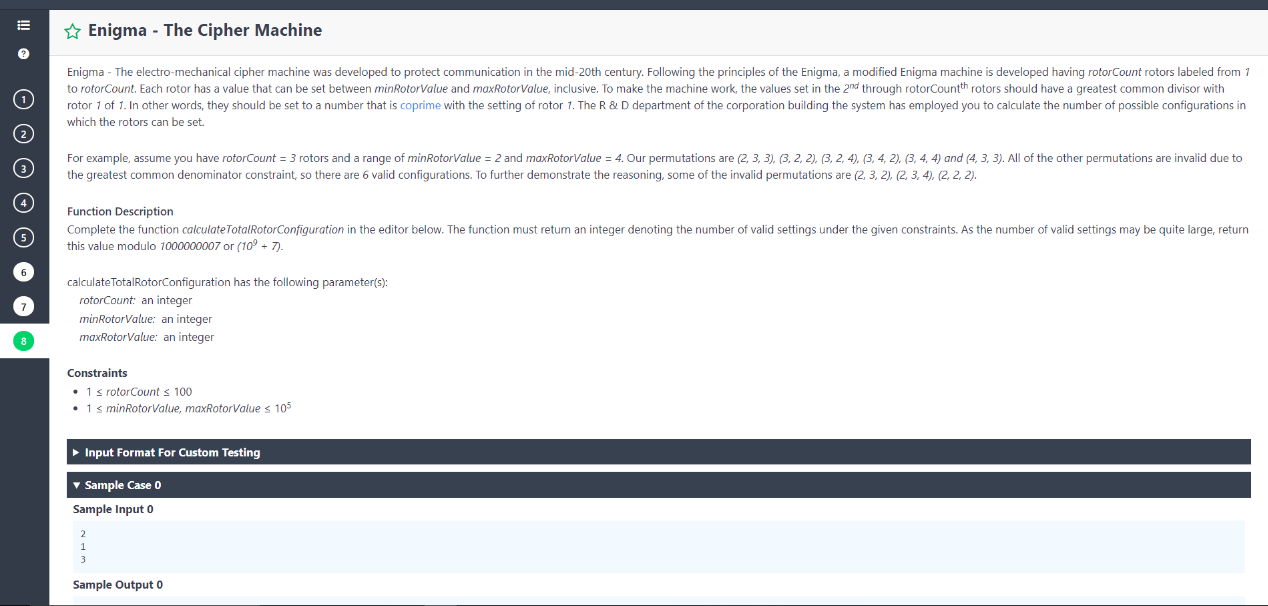 Enigma - The Cipher Machine
Enigma - The electro-mechanical cipher machine was developed to protect communication in the mid-20th century. Following the principles of the Enigma, a modified Enigma machine is developed having rotorCount rotors labeled from 1
to rotorCount. Each rotor has a value that can be set between minRotorValue and maxRotorValue, inclusive. To make the machine work, the values set in the 2nd through rotorCountth rotors should have a greatest common divisor with
rotor 1 of 1. In other words, they should be set to a number that is coprime with the setting of rotor 1. The R & D department of the corporation building the system has employed you to calculate the number of possible configurations in
which the rotors can be set.
For example, assume you have rotorCount = 3 rotors and a range of minRotorValue = 2 and maxRotorValue = 4. Our permutations are (2, 3, 3), (3, 2, 2), (3, 2, 4), (3, 4, 2), (3, 4, 4) and (4, 3, 3). All of the other permutations are invalid due to
the greatest common denominator constraint, so there are 6 valid configurations. To further demonstrate the reasoning, some of the invalid permutations are (2, 3, 2), (2, 3, 4), (2, 2, 2).
Function Description
Complete the function calculateTotalRotorConfiguration in the editor below. The function must return an integer denoting the number of valid settings under the given constraints. As the number of valid settings may be quite large, return
this value modulo 1000000007 or (10⁹ + 7).
calculateTotalRotorConfiguration has the following parameter(s):
rotorCount: an integer
minRotorValue: an integer
maxRotorValue: an integer
Constraints
• 1 ≤ rotorCount ≤ 100
• 1 ≤ minRotorValue, maxRotorValue ≤ 10⁵
▶ Input Format For Custom Testing
▼ Sample Case 0
Sample Input 0
2
1
3
Sample Output 0
?
1
2
3
4
5
6
7
8